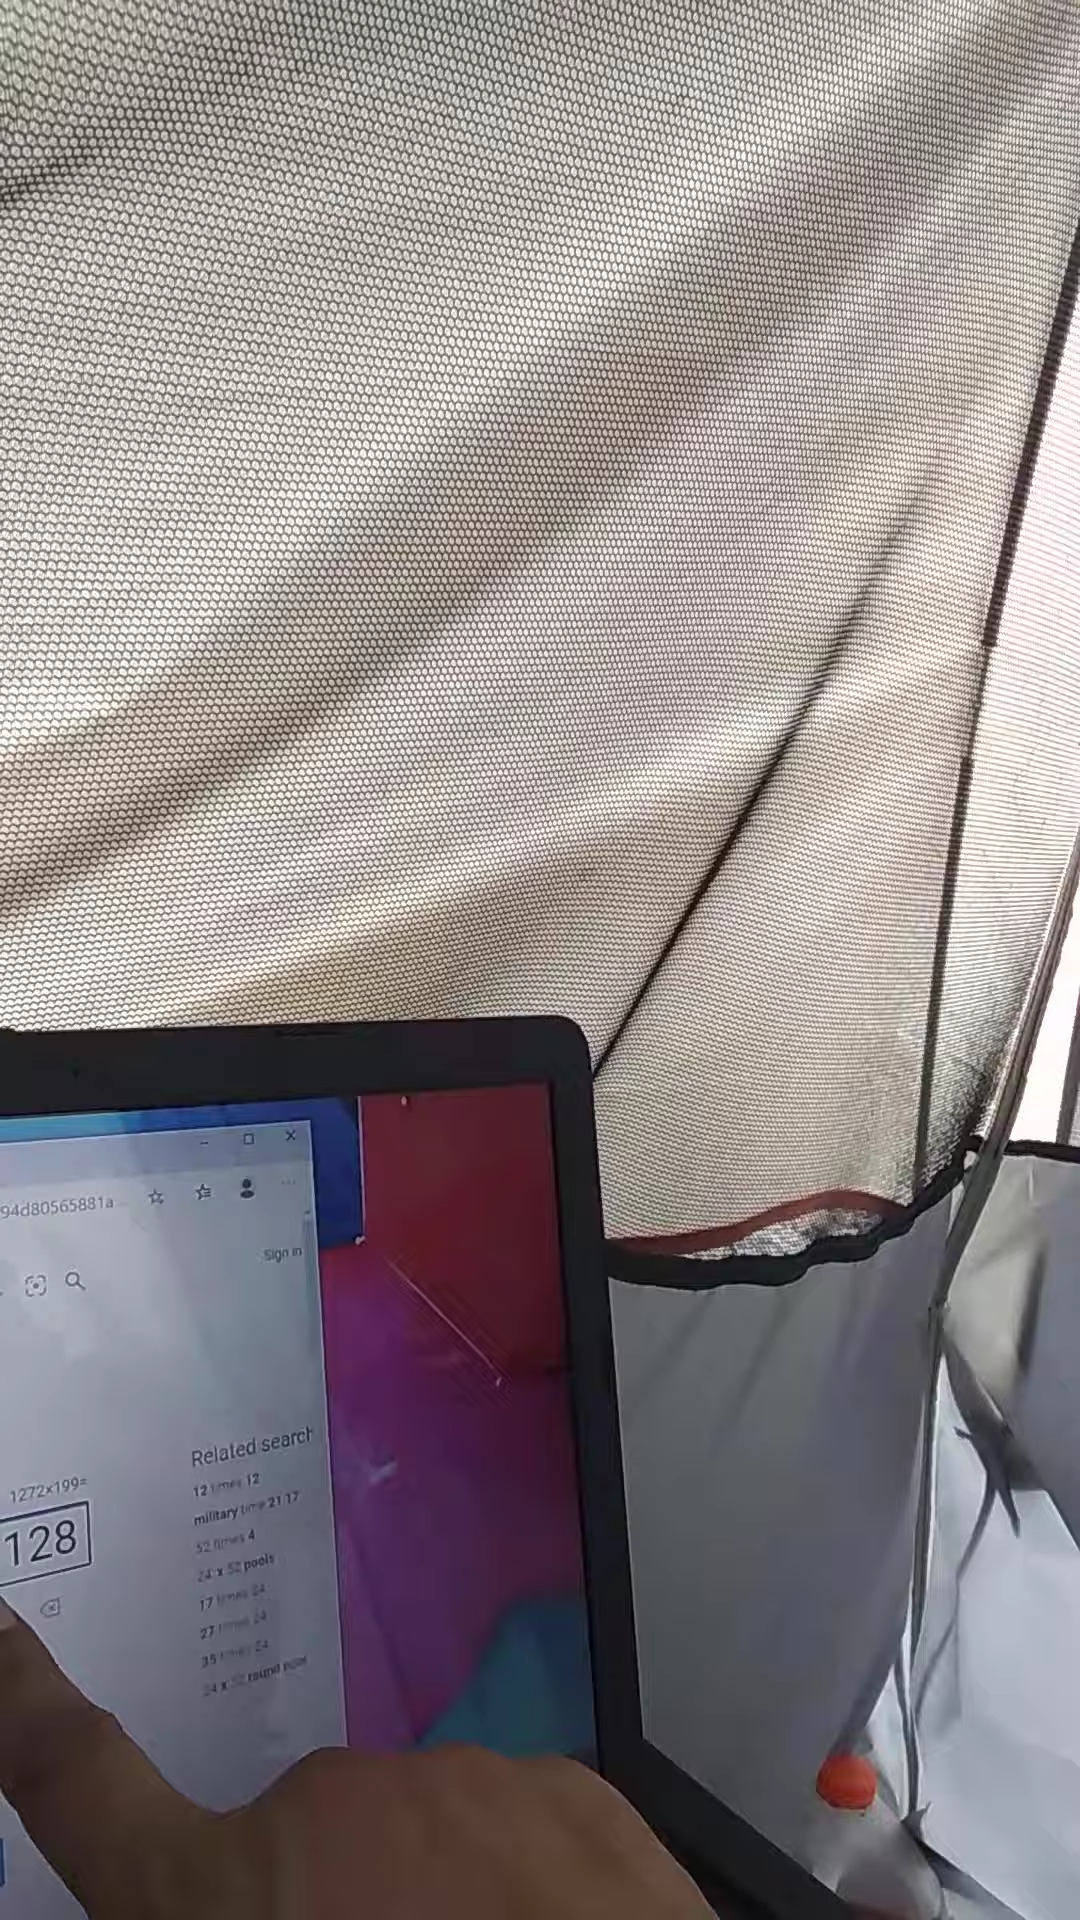 94d80565881a...
Sign in
1272×199=
128
Related search
12 times 12
military time 21 17
52 times 4
24 x 52 pools
17 times 24
27 times 24
35 times 24
24 x 52 round pool